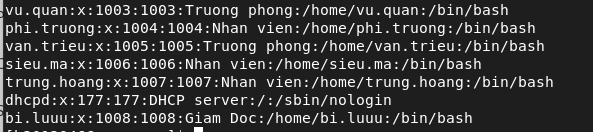 vu.quan:x:1003:1003:Truong phong:/home/vu.quan:/bin/bash
phi.truong:x:1004:1004:Nhan vien:/home/phi.truong:/bin/bash
van.trieu:x:1005:1005:Truong phong:/home/van.trieu:/bin/bash
sieu.ma:x:1006:1006:Nhan vien:/home/sieu.ma:/bin/bash
trung.hoang:x:1007:1007:Nhan vien:/home/trung.hoang:/bin/bash
dhcpd:x:177:177:DHCP server:/:/sbin/nologin
bi.luuu:x:1008:1008:Giam Doc:/home/bi.luuu:/bin/bash